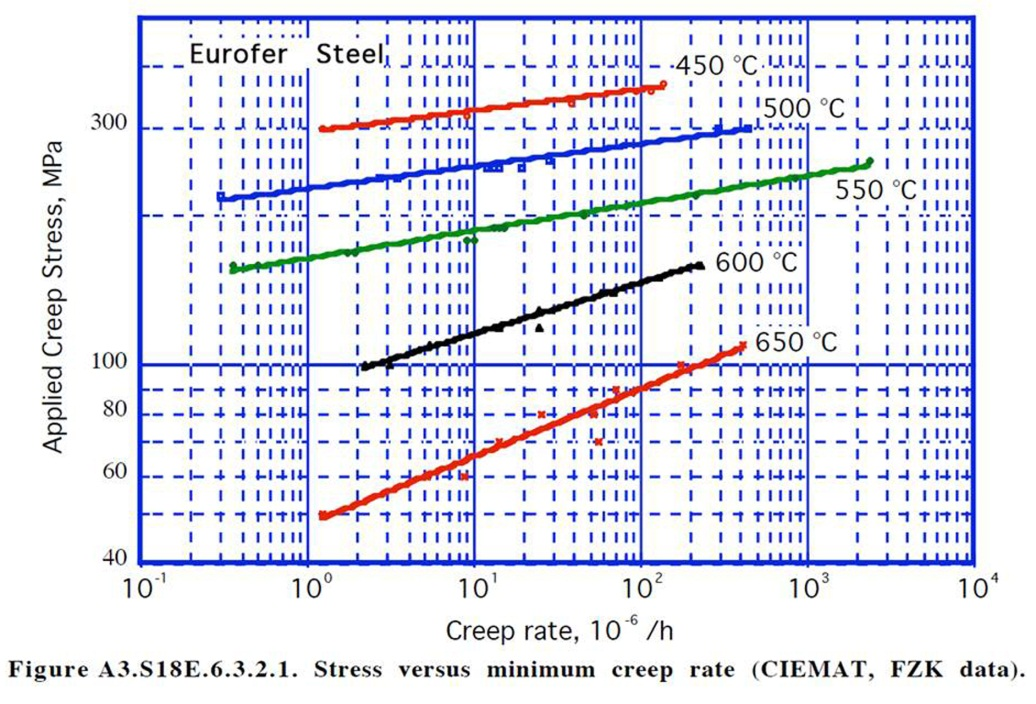 Eurofer Steel
450 °C
500 °C
550 °C
600 °C
650 °C
300
100
80
60
40
10-1
100
101
102
103
104
Applied Creep Stress, MPa
Creep rate, 10-6 /h
Figure A3.S18E.6.3.2.1. Stress versus minimum creep rate (CIEMAT, FZK data).